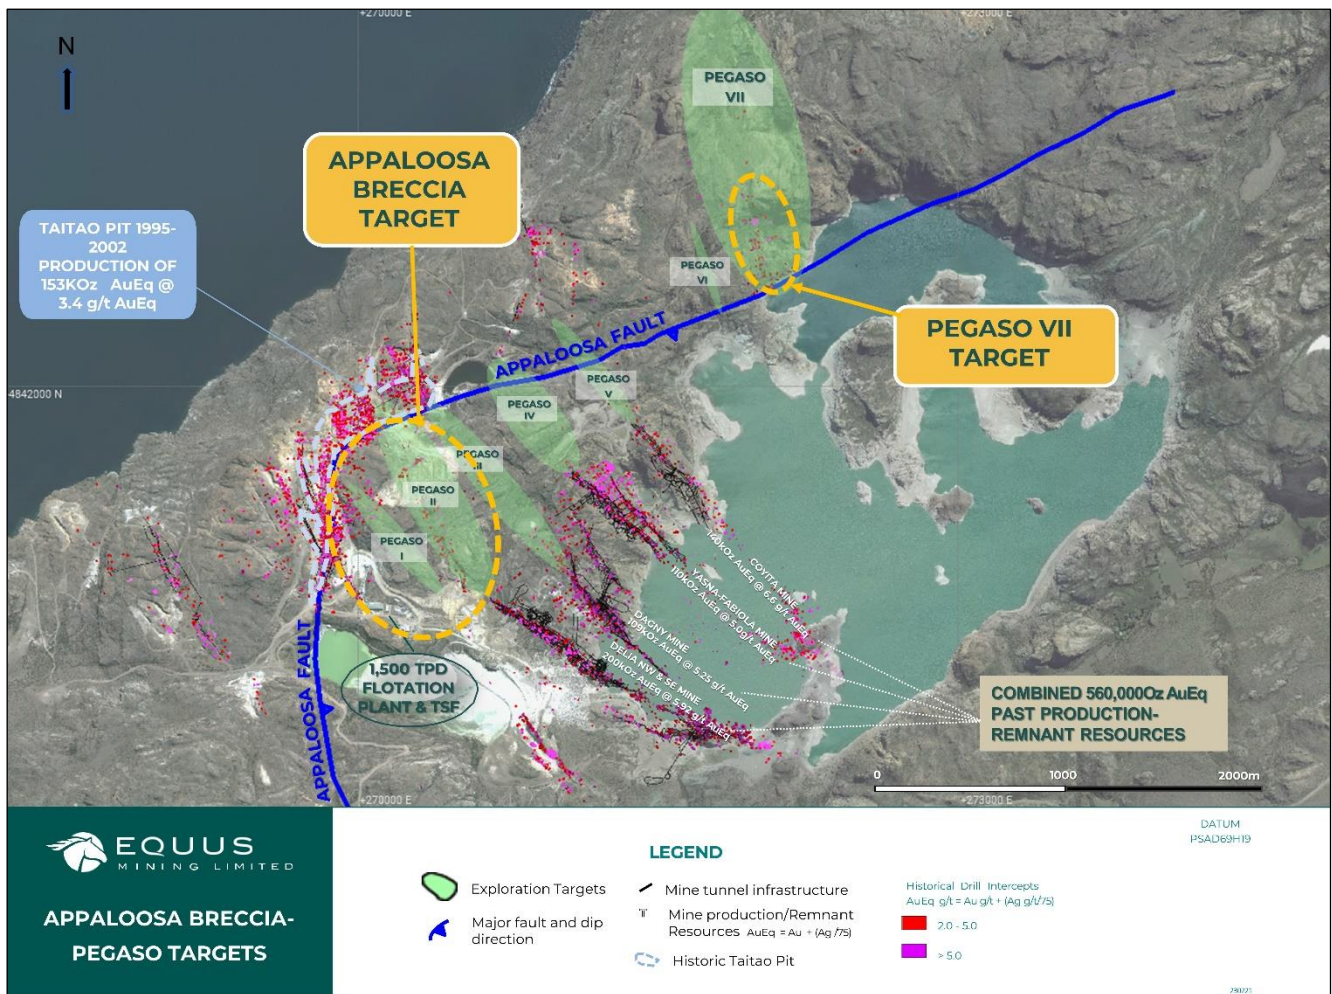 +270000 E
+273000 E
N
PEGASO
VII
APPALOOSA
BRECCIA
TARGET
TAITAO PIT 1995-
2002
PRODUCTION OF
153KOz AuEq @
3.4 g/t AuEq
PEGASO
VI
PEGASO VII
TARGET
APPALOOSA FAULT
4842000 N
PEGASO
V
PEGASO
IV
PEGASO
III
PEGASO
II
PEGASO
I
COYITA MINE
140kOz AuEq @ 6.6 g/t AuEq
YASNA-FABIOLA MINE
110kOz AuEq @ 5.0g/t AuEq
DAGNY MINE
109kOz AuEq @ 5.25 g/t AuEq
DELIA NW & SE MINE
200kOz AuEq @ 5.92 g/t AuEq
APPALOOSA FAULT
1,500 TPD
FLOTATION
PLANT & TSF
COMBINED 560,000Oz AuEq
PAST PRODUCTION-
REMNANT RESOURCES
0 1000 2000m
+270000 E
+273000 E
EQUUS
MINING LIMITED
APPALOOSA BRECCIA-
PEGASO TARGETS
LEGEND
Exploration Targets
Major fault and dip
direction
Mine tunnel infrastructure
Mine production/Remnant
Resources AuEq = Au + (Ag /75)
Historic Taitao Pit
DATUM
PSAD69H19
Historical Drill Intercepts
AuEq g/t = Au g/t + (Ag g/t/75)
2.0 - 5.0
> 5.0